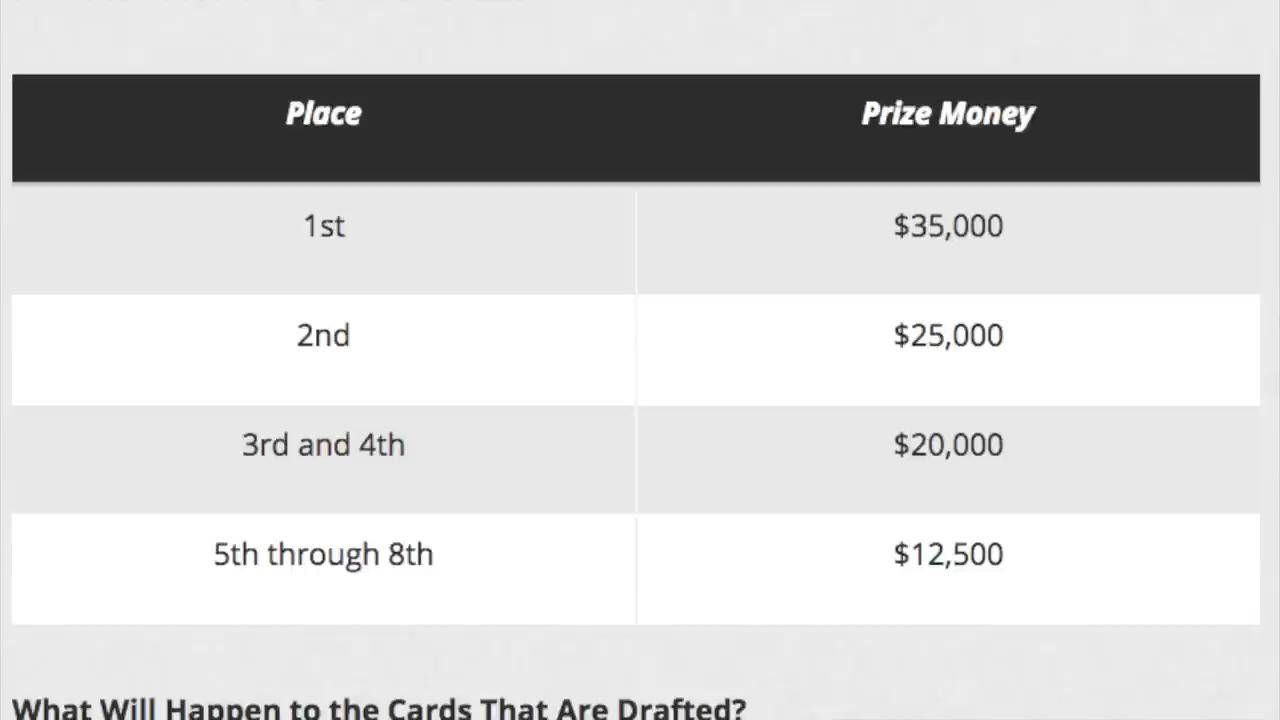 Place Prize Money
1st $35,000
2nd $25,000
3rd and 4th $20,000
5th through 8th $12,500
What Will Happen to the Cards That Are Drafted?